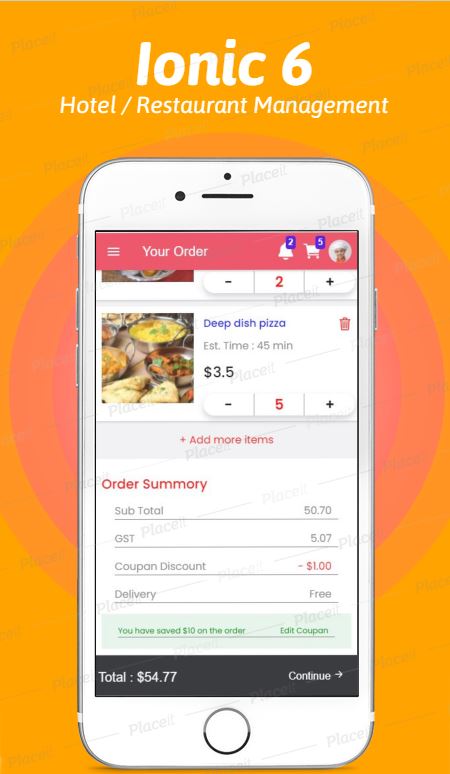 Ionic 6
Hotel / Restaurant Management
Your Order
2
5
- 2 +
Deep dish pizza
Est. Time : 45 min
$3.5
- 5 +
+ Add more items
Order Summory
Sub Total 50.70
GST 5.07
Coupan Discount - $1.00
Delivery Free
You have saved $10 on the order Edit Coupan
Total : $54.77 Continue →
Placeit